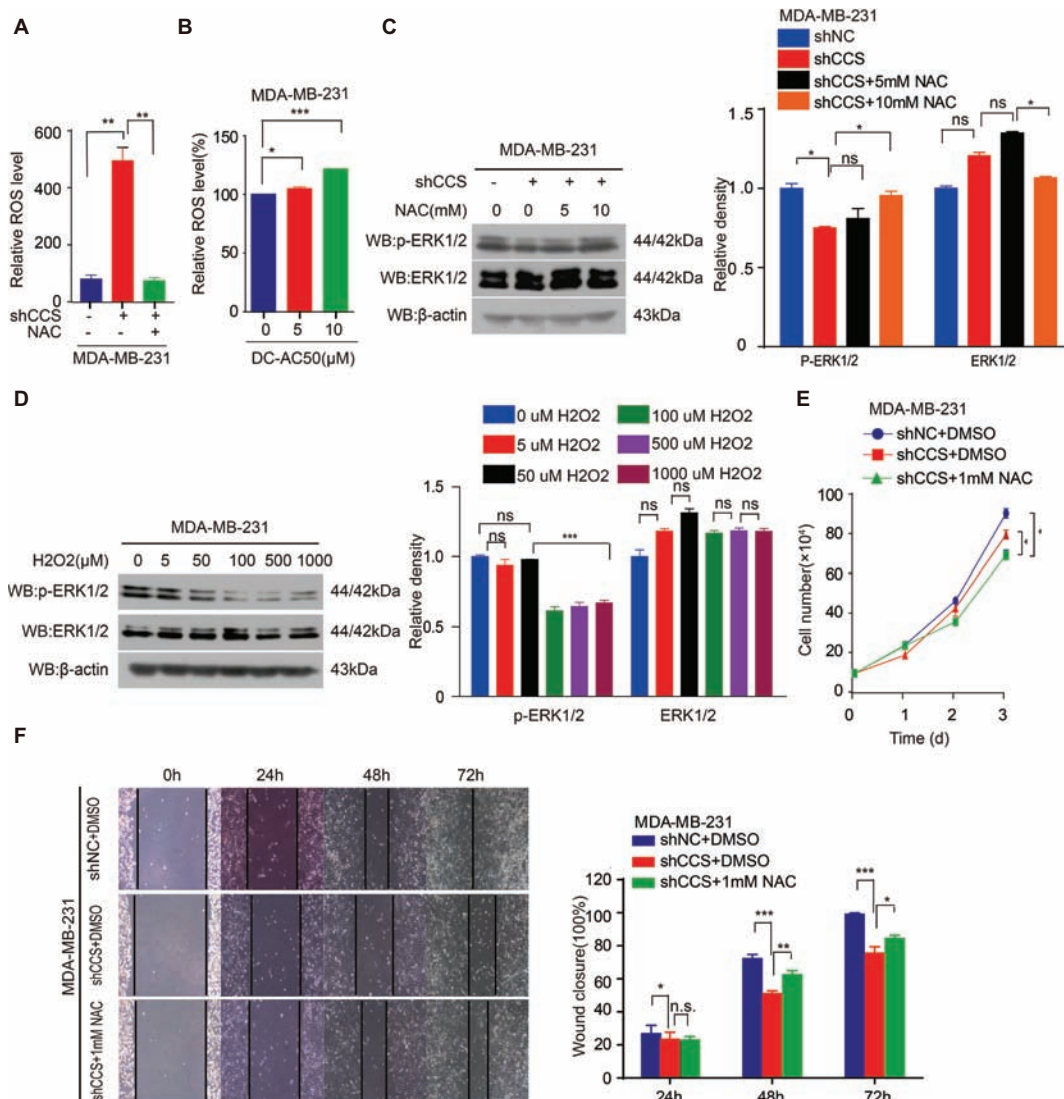 A
MDA-MB-231
** **
Relative ROS level
600
400
200
0
shCCS - + +
NAC - - +
MDA-MB-231
B
MDA-MB-231
***
*
Relative ROS level(%)
150
100
50
0
0 5 10
DC-AC50(µM)
C
MDA-MB-231
shCCS - + + +
NAC(mM) 0 0 5 10
WB:p-ERK1/2 44/42kDa
WB:ERK1/2 44/42kDa
WB:β-actin 43kDa
MDA-MB-231
shNC
shCCS
shCCS+5mM NAC
shCCS+10mM NAC
Relative density
1.5
1.0
0.5
0
*
* ns
ns ns *
P-ERK1/2 ERK1/2
D
MDA-MB-231
H2O2(µM) 0 5 50 100 500 1000
WB:p-ERK1/2 44/42kDa
WB:ERK1/2 44/42kDa
WB:β-actin 43kDa
0 uM H2O2
5 uM H2O2
50 uM H2O2
100 uM H2O2
500 uM H2O2
1000 uM H2O2
Relative density
1.5
1.0
0.5
0
ns
ns
***
ns ns ns ns
p-ERK1/2 ERK1/2
E
MDA-MB-231
shNC+DMSO
shCCS+DMSO
shCCS+1mM NAC
Cell number(×10⁴)
100
80
60
40
20
0
0 1 2 3
Time (d)
* *
F
0h 24h 48h 72h
MDA-MB-231
shNC+DMSO
shCCS+DMSO
shCCS+1mM NAC
MDA-MB-231
shNC+DMSO
shCCS+DMSO
shCCS+1mM NAC
Wound closure(100%)
120
100
80
60
40
20
0
* n.s.
*** **
*** *
24h 48h 72h